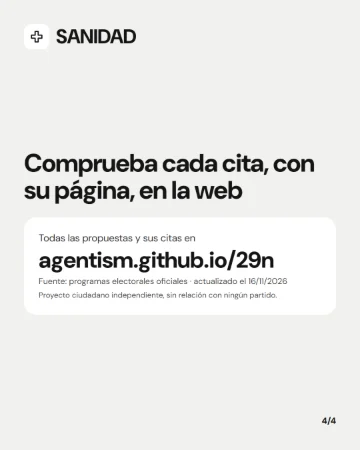 SANIDAD
Comprueba cada cita, con
su página, en la web
Todas las propuestas y sus citas en
agentism.github.io/29n
Fuente: programas electorales oficiales · actualizado el 16/11/2026
Proyecto ciudadano independiente, sin relación con ningún partido.
4/4